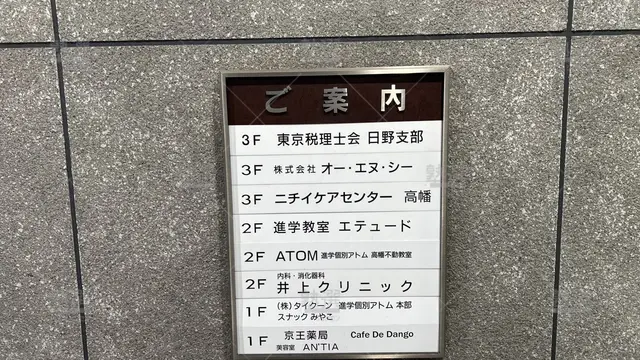 ご案内
3F 東京税理士会 日野支部
3F 株式会社 オー・エヌ・シー
3F ニチイケアセンター 高幡
2F 進学教室 エテュード
2F ATOM 進学個別アトム 高幡不動教室
内科・消化器科
2F 井上クリニック
1F (株)タイクーン 進学個別アトム 本部
スナック みやこ
1F 京王薬局 Cafe De Dango
美容室 AN'TIA